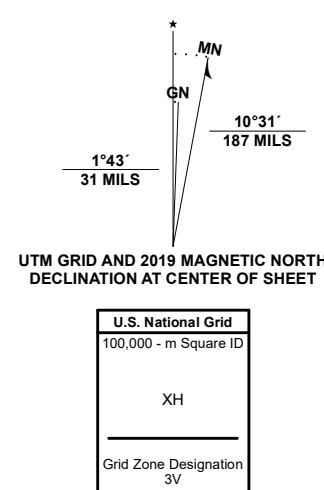 ★
MN
GN
10°31´
187 MILS
1°43´
31 MILS
UTM GRID AND 2019 MAGNETIC NORTH
DECLINATION AT CENTER OF SHEET
U.S. National Grid
100,000 - m Square ID
XH
Grid Zone Designation
3V